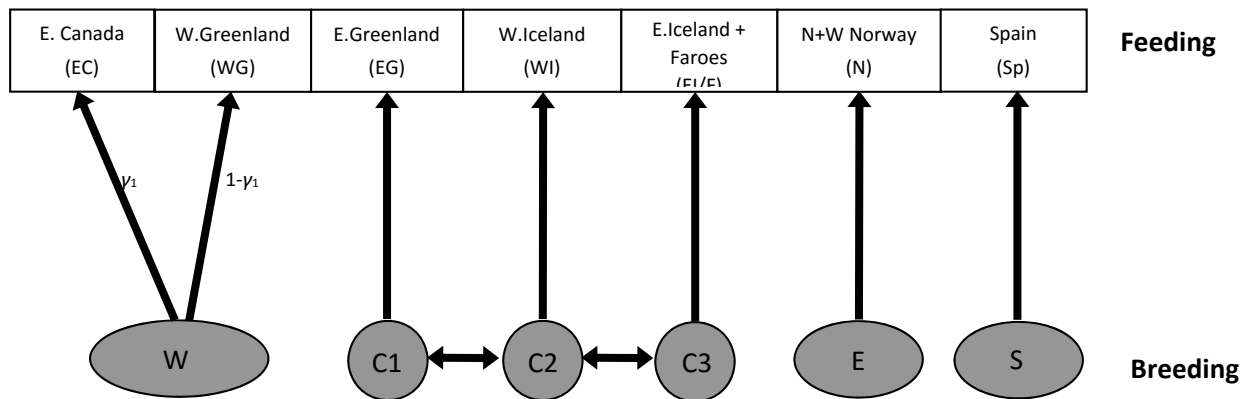 E. Canada
(EC)
W.Greenland
(WG)
E.Greenland
(EG)
W.Iceland
(WI)
E.Iceland +
Faroes
(EI/F)
N+W Norway
(N)
Spain
(Sp)
Feeding
γ1
1-γ1
W
C1
C2
C3
E
S
Breeding